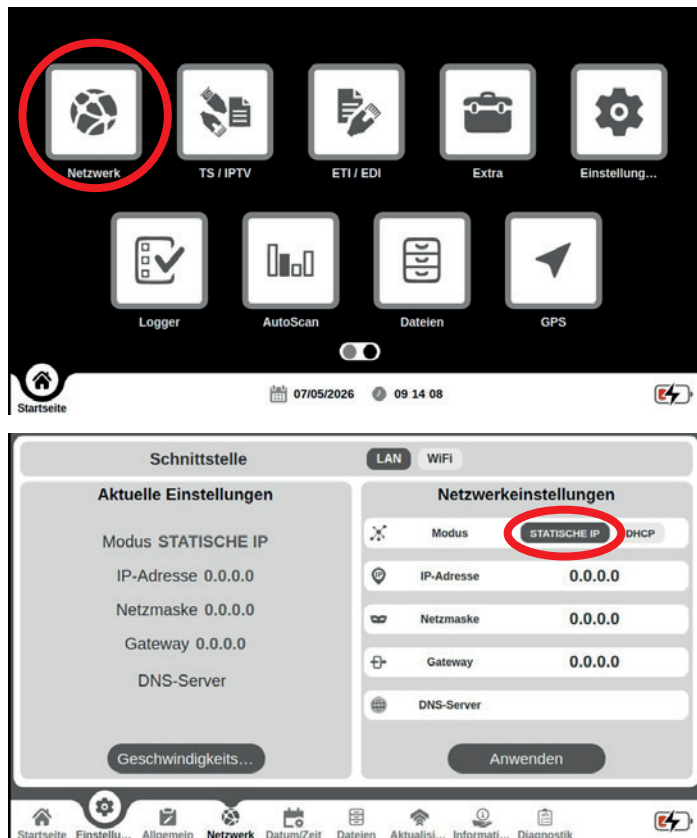 Netzwerk TS / IPTV ETI / EDI Extra Einstellung...
Logger AutoScan Dateien GPS
Startseite 07/05/2026 09 14 08
Schnittstelle LAN WiFi
Aktuelle Einstellungen
Modus STATISCHE IP
IP-Adresse 0.0.0.0
Netzmaske 0.0.0.0
Gateway 0.0.0.0
DNS-Server
Geschwindigkeits...
Netzwerkeinstellungen
Modus STATISCHE IP DHCP
IP IP-Adresse 0.0.0.0
Netzmaske 0.0.0.0
Gateway 0.0.0.0
DNS-Server
Anwenden
Startseite Einstellu... Allgemein Netzwerk Datum/Zeit Dateien Aktualisi... Informati... Diagnostik